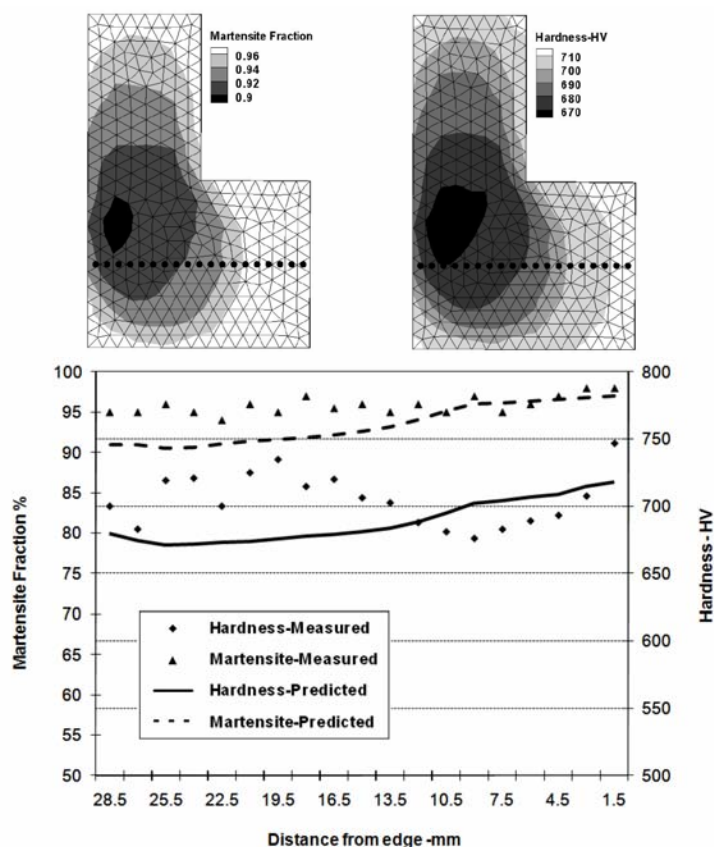 Martensite Fraction
0.96
0.94
0.92
0.9
Hardness-HV
710
700
690
680
670
100
95
90
85
80
75
70
65
60
55
50
Martensite Fraction %
800
750
700
650
600
550
500
Hardness - HV
Hardness-Measured
Martensite-Measured
Hardness-Predicted
Martensite-Predicted
28.5 25.5 22.5 19.5 16.5 13.5 10.5 7.5 4.5 1.5
Distance from edge -mm